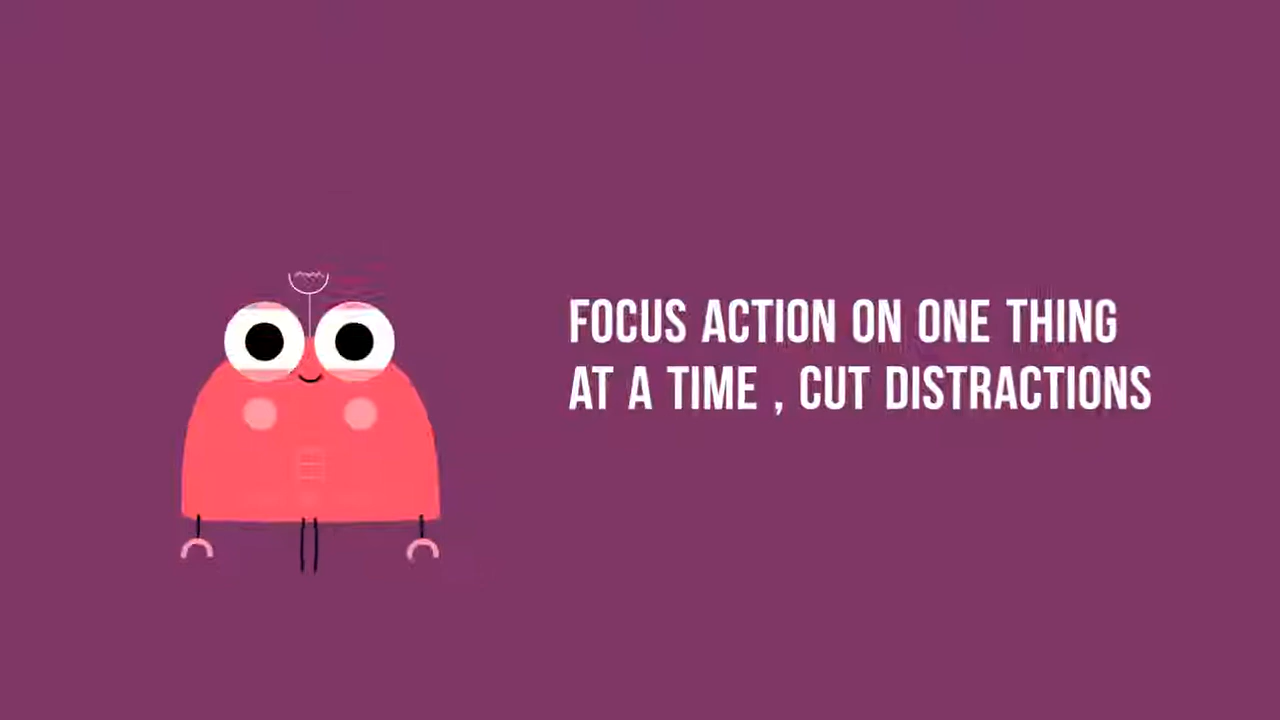 FOCUS ACTION ON ONE THING
AT A TIME , CUT DISTRACTIONS